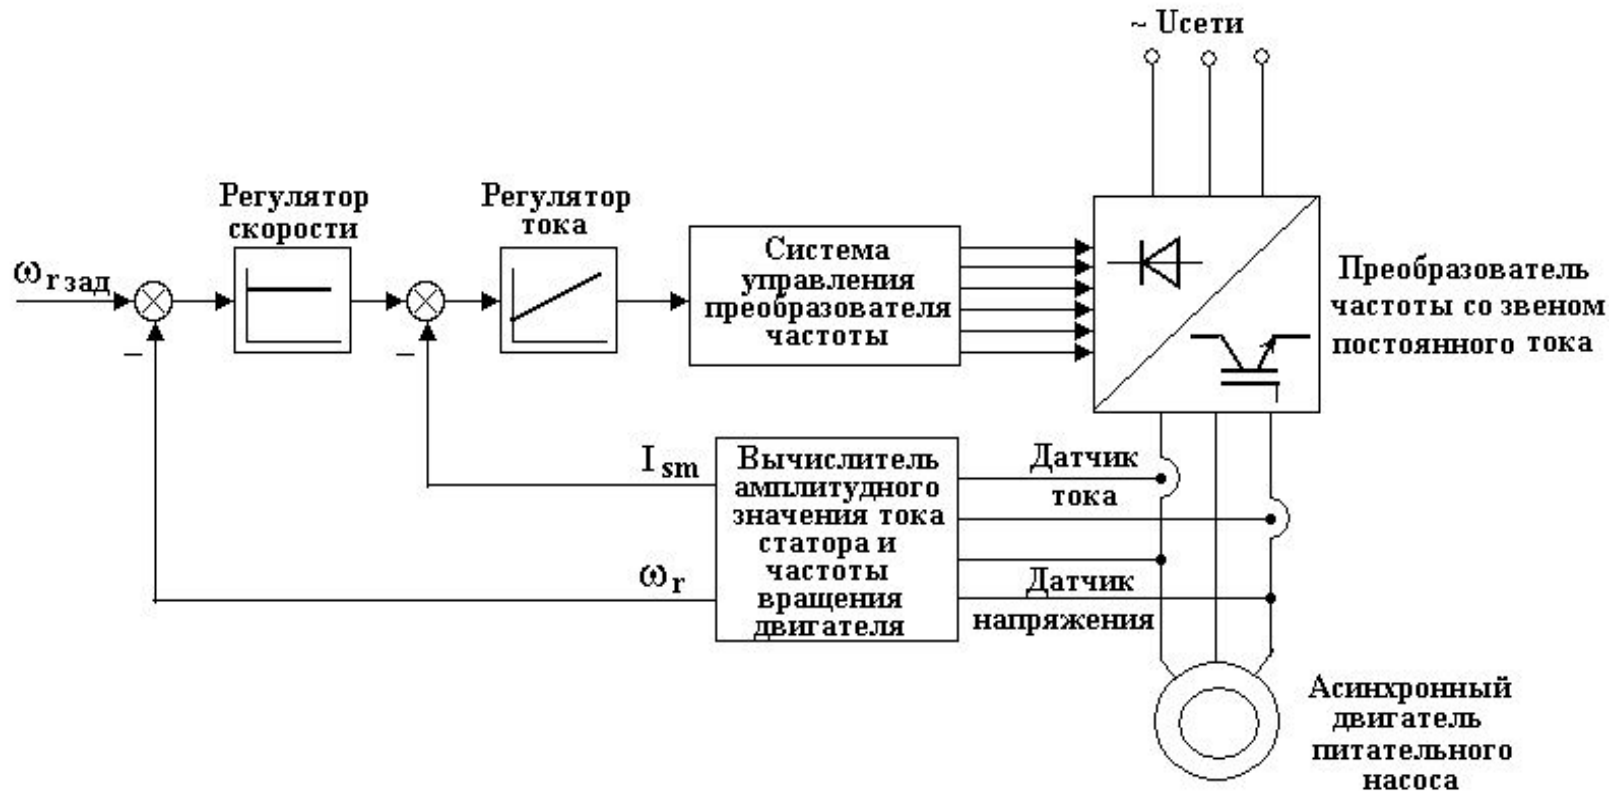 ~ Uсети
Регулятор
скорости
Регулятор
тока
ωr зад
Система
управления
преобразователя
частоты
Преобразователь
частоты со звеном
постоянного тока
Ism
ωr
Вычислитель
амплитудного
значения тока
статора и
частоты
вращения
двигателя
Датчик
тока
Датчик
напряжения
Асинхронный
двигатель
питательного
насоса